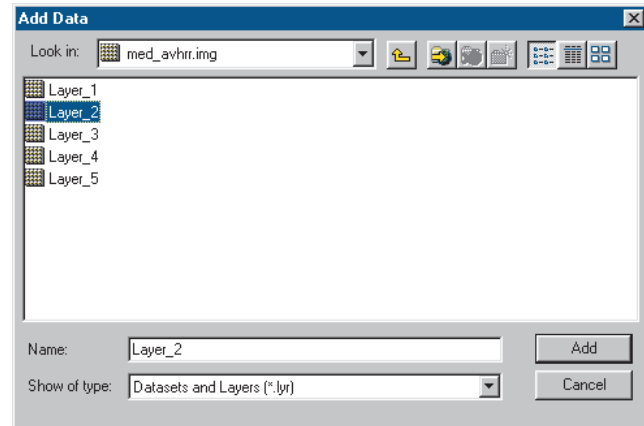 Add Data
Look in: med_avhrr.img
Layer_1
Layer_2
Layer_3
Layer_4
Layer_5
Name: Layer_2 Add
Show of type: Datasets and Layers (*.lyr) Cancel